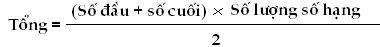 Tổng = (Số đầu + số cuối) × Số lượng số hạng
2